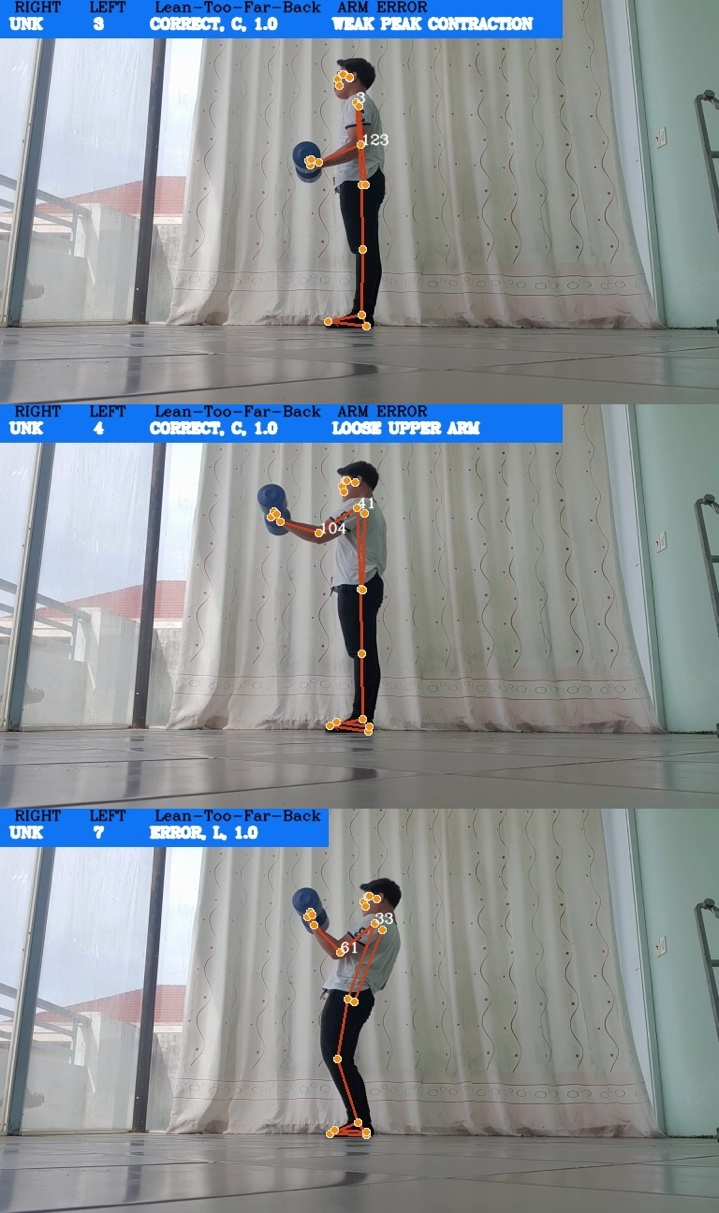 RIGHT LEFT Lean-Too-Far-Back ARM ERROR
UNK 3 CORRECT, C, 1.0 WEAK PEAK CONTRACTION
3
123
RIGHT LEFT Lean-Too-Far-Back ARM ERROR
UNK 4 CORRECT, C, 1.0 LOOSE UPPER ARM
41
104
RIGHT LEFT Lean-Too-Far-Back
UNK 7 ERROR, L, 1.0
33
61